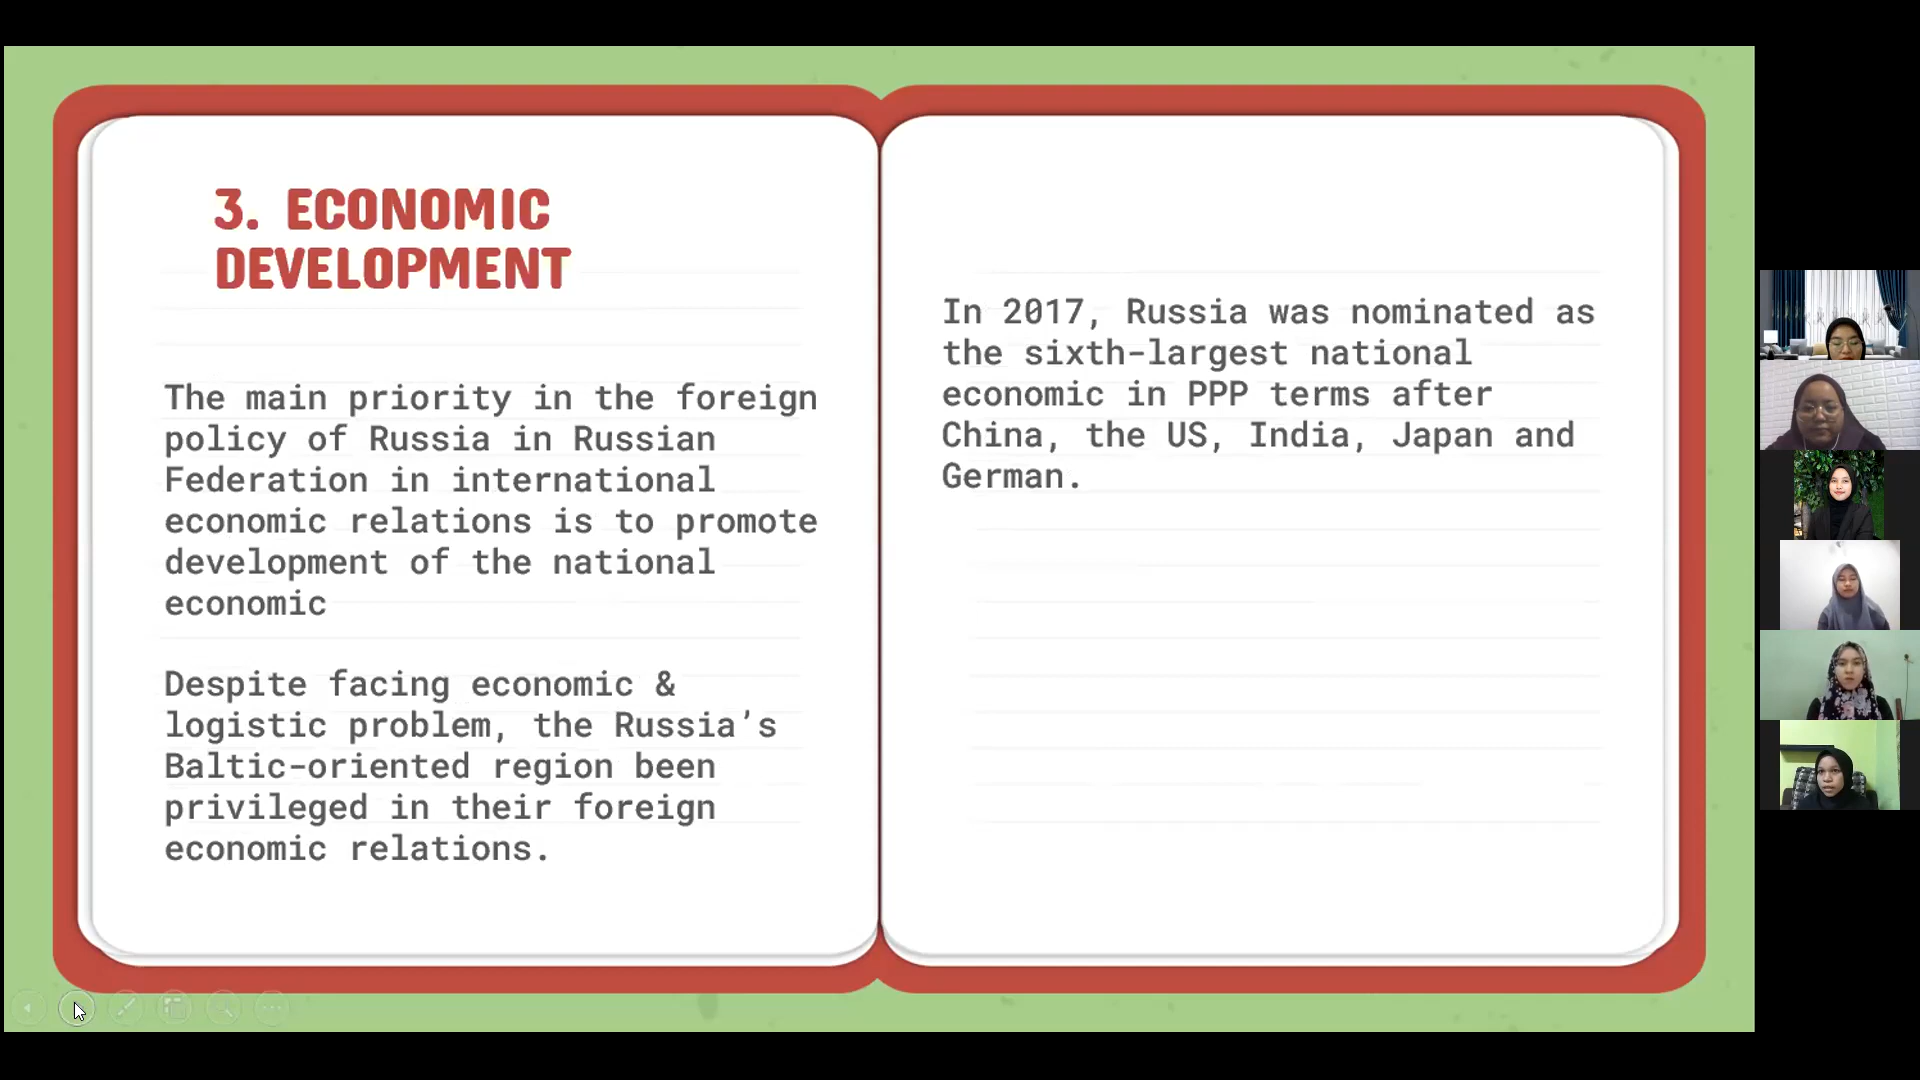 3. ECONOMIC
DEVELOPMENT
The main priority in the foreign
policy of Russia in Russian
Federation in international
economic relations is to promote
development of the national
economic
Despite facing economic &
logistic problem, the Russia’s
Baltic-oriented region been
privileged in their foreign
economic relations.
In 2017, Russia was nominated as
the sixth-largest national
economic in PPP terms after
China, the US, India, Japan and
German.